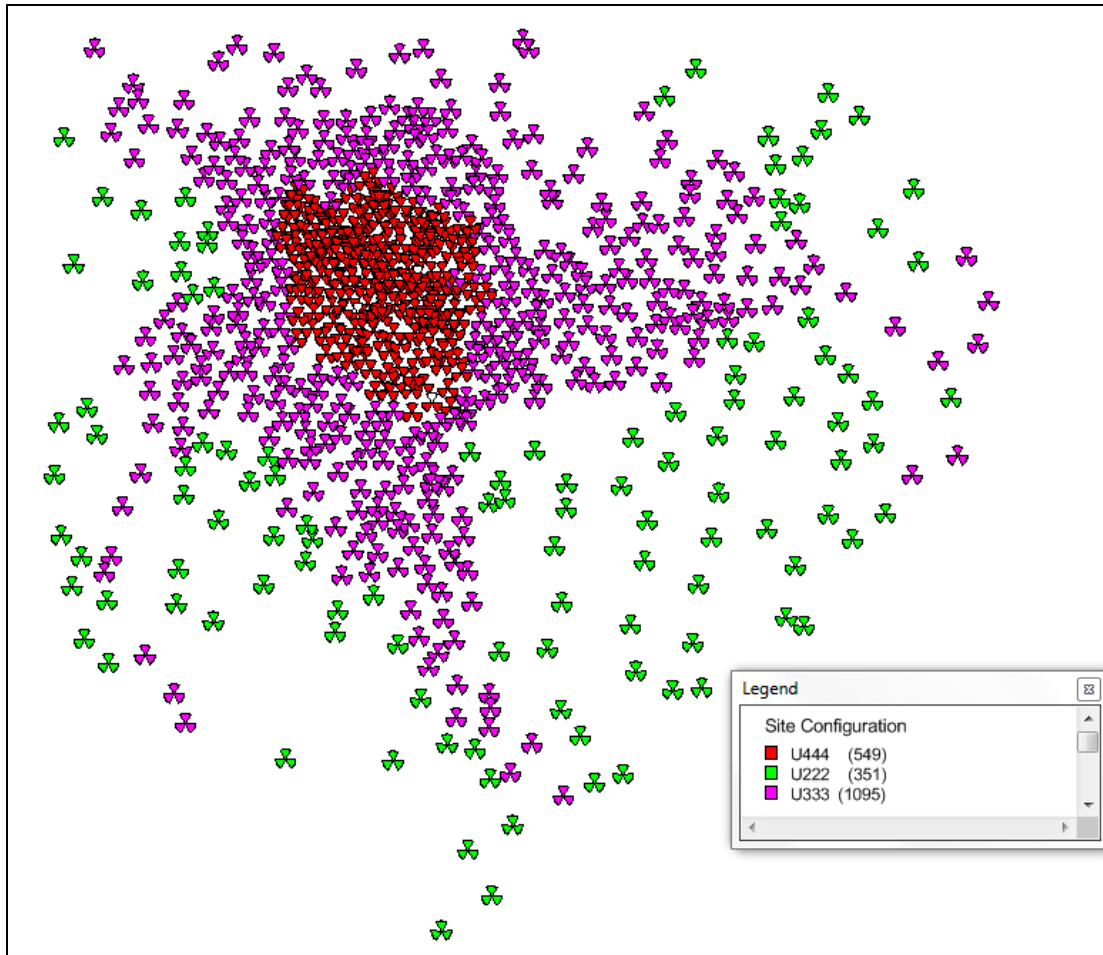 Legend
Site Configuration
U444 (549)
U222 (351)
U333 (1095)